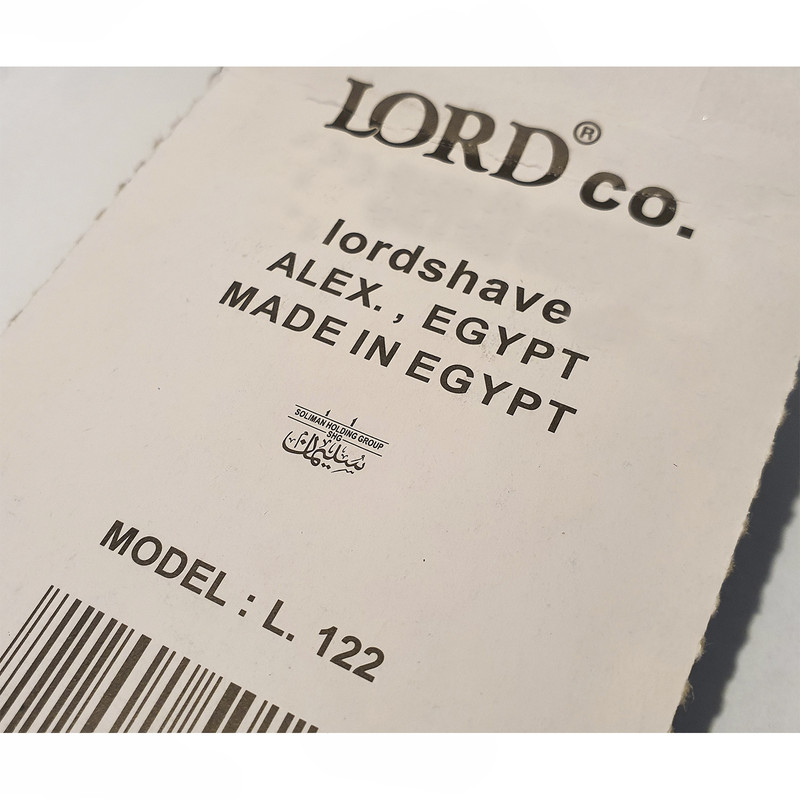 LORD® co.
lordshave
ALEX. , EGYPT
MADE IN EGYPT
SOLIMAN HOLDING GROUP
SHG
سليمان
MODEL : L. 122